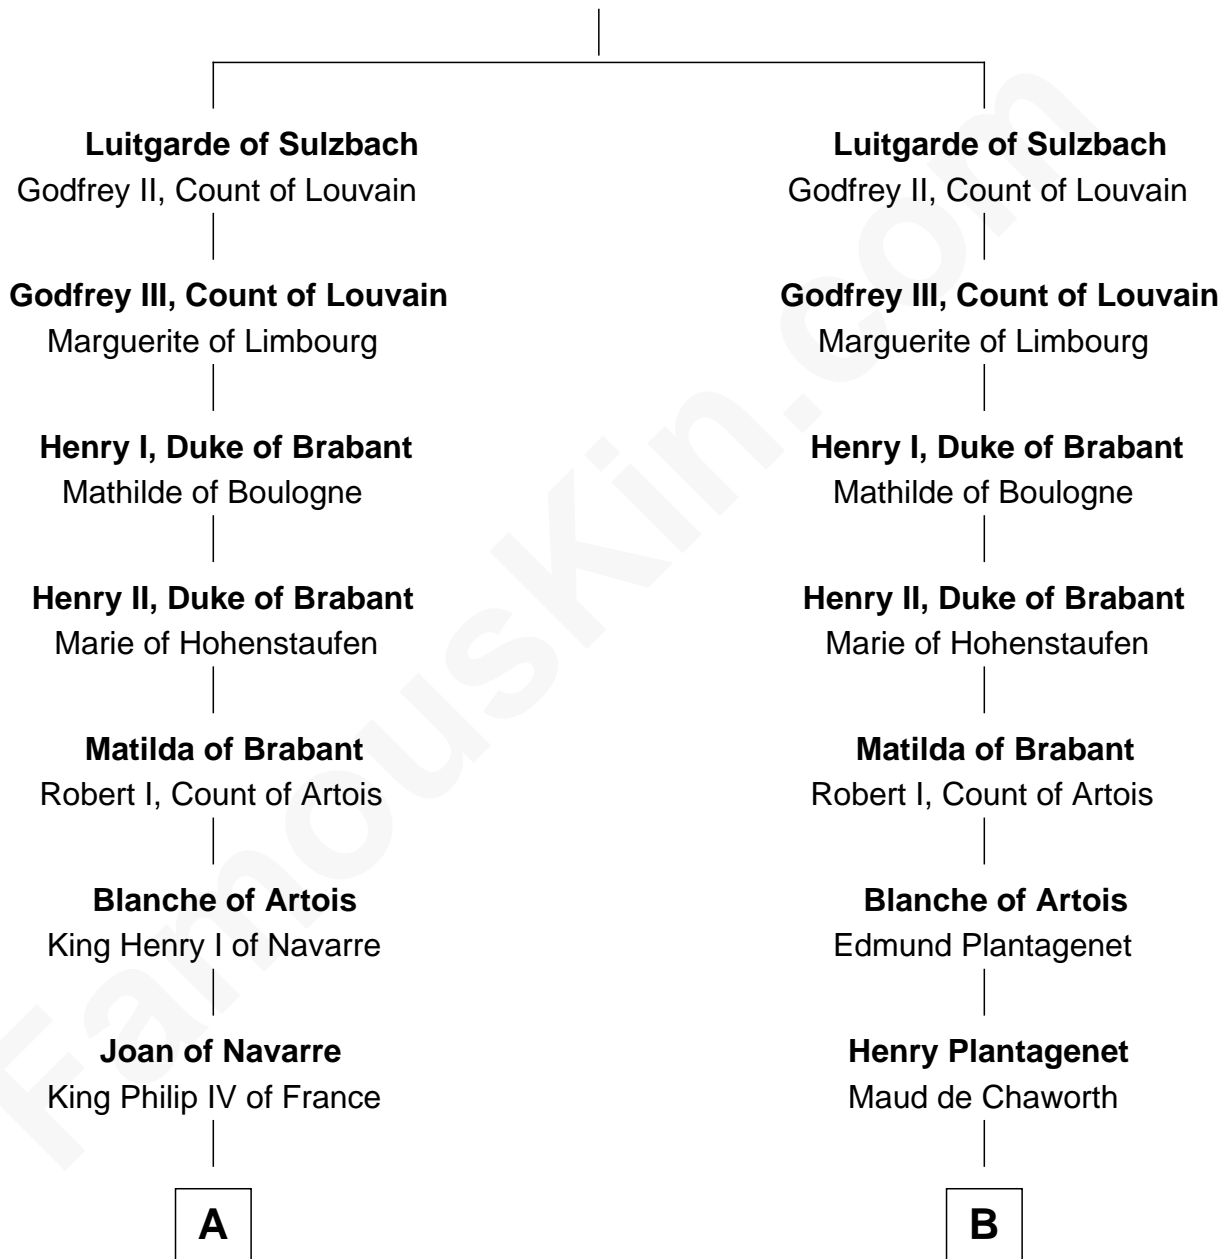 Luitgarde of Sulzbach
Godfrey II, Count of Louvain
Godfrey III, Count of Louvain
Marguerite of Limbourg
Henry I, Duke of Brabant
Mathilde of Boulogne
Henry II, Duke of Brabant
Marie of Hohenstaufen
Matilda of Brabant
Robert I, Count of Artois
Blanche of Artois
King Henry I of Navarre
Joan of Navarre
King Philip IV of France
A
Luitgarde of Sulzbach
Godfrey II, Count of Louvain
Godfrey III, Count of Louvain
Marguerite of Limbourg
Henry I, Duke of Brabant
Mathilde of Boulogne
Henry II, Duke of Brabant
Marie of Hohenstaufen
Matilda of Brabant
Robert I, Count of Artois
Blanche of Artois
Edmund Plantagenet
Henry Plantagenet
Maud de Chaworth
B
FamousKin.com